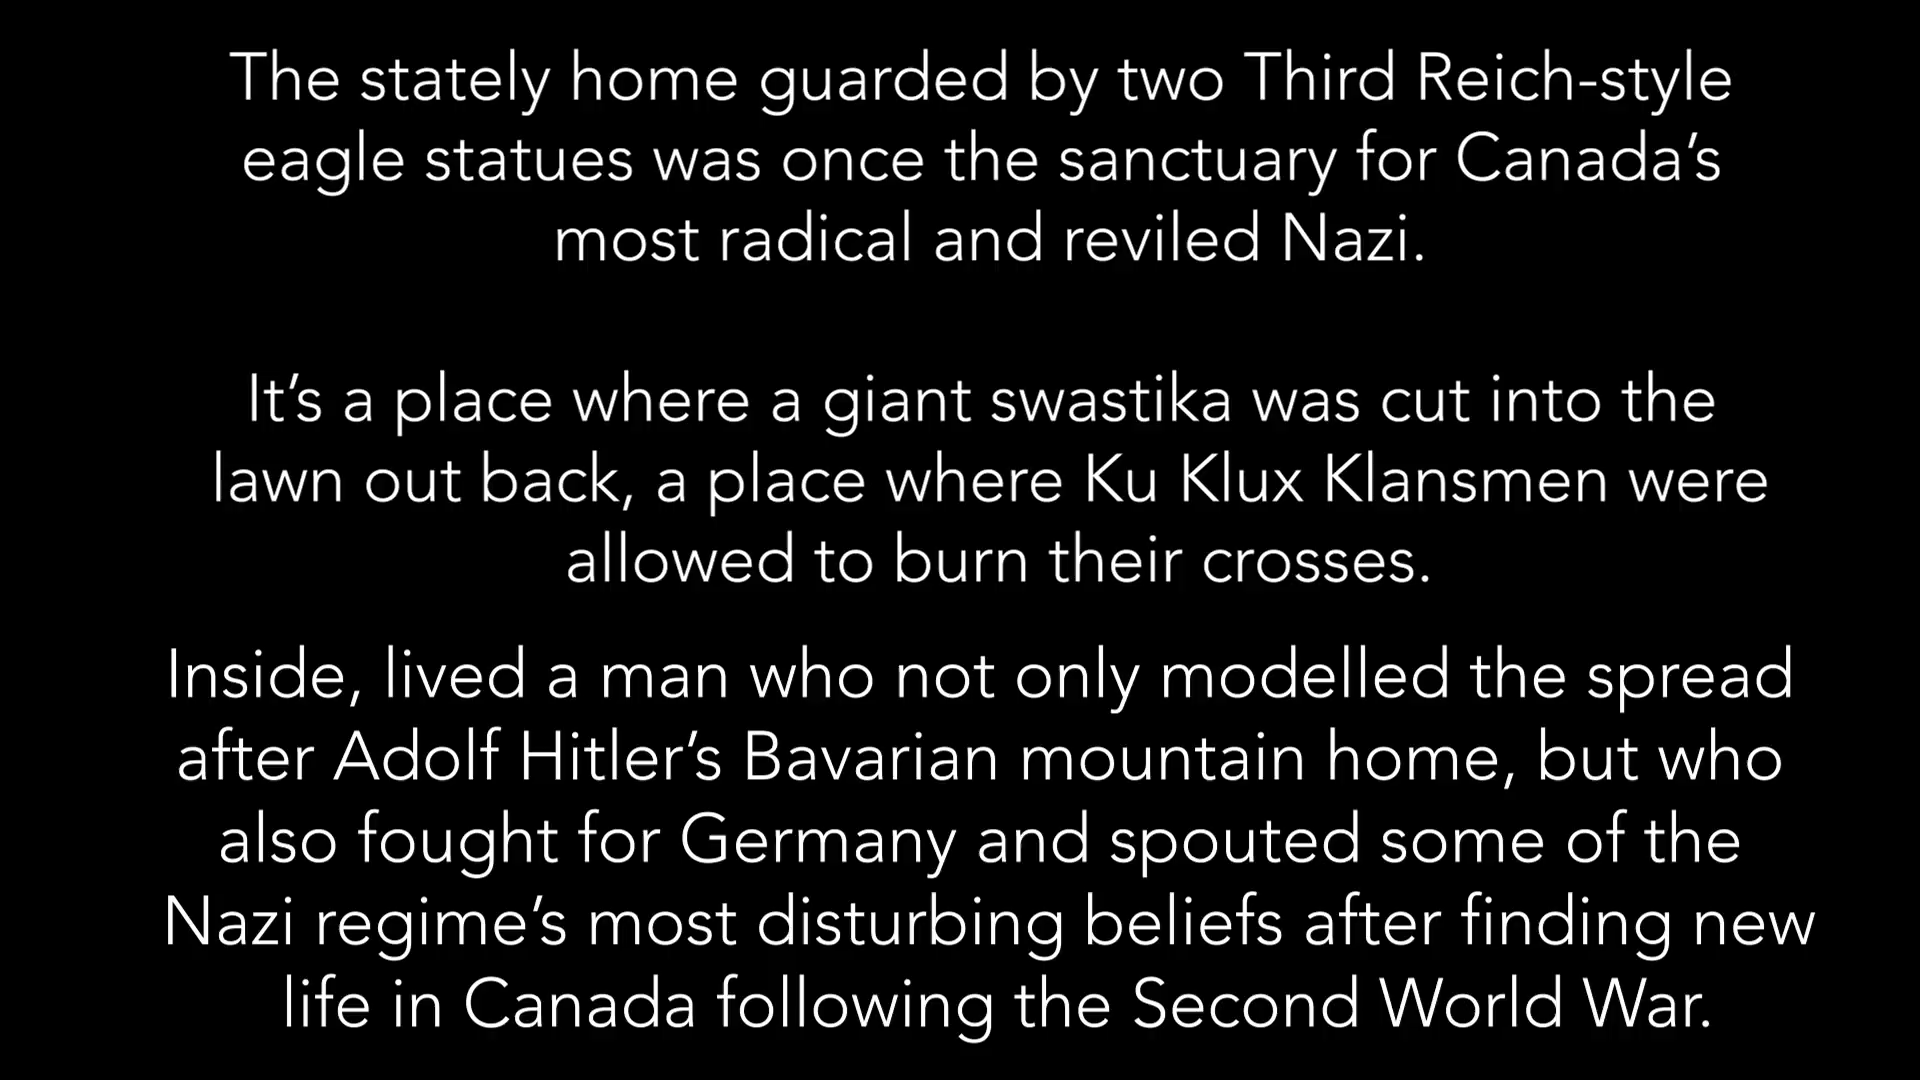 The stately home guarded by two Third Reich-style
eagle statues was once the sanctuary for Canada’s
most radical and reviled Nazi.
It’s a place where a giant swastika was cut into the
lawn out back, a place where Ku Klux Klansmen were
allowed to burn their crosses.
Inside, lived a man who not only modelled the spread
after Adolf Hitler’s Bavarian mountain home, but who
also fought for Germany and spouted some of the
Nazi regime’s most disturbing beliefs after finding new
life in Canada following the Second World War.